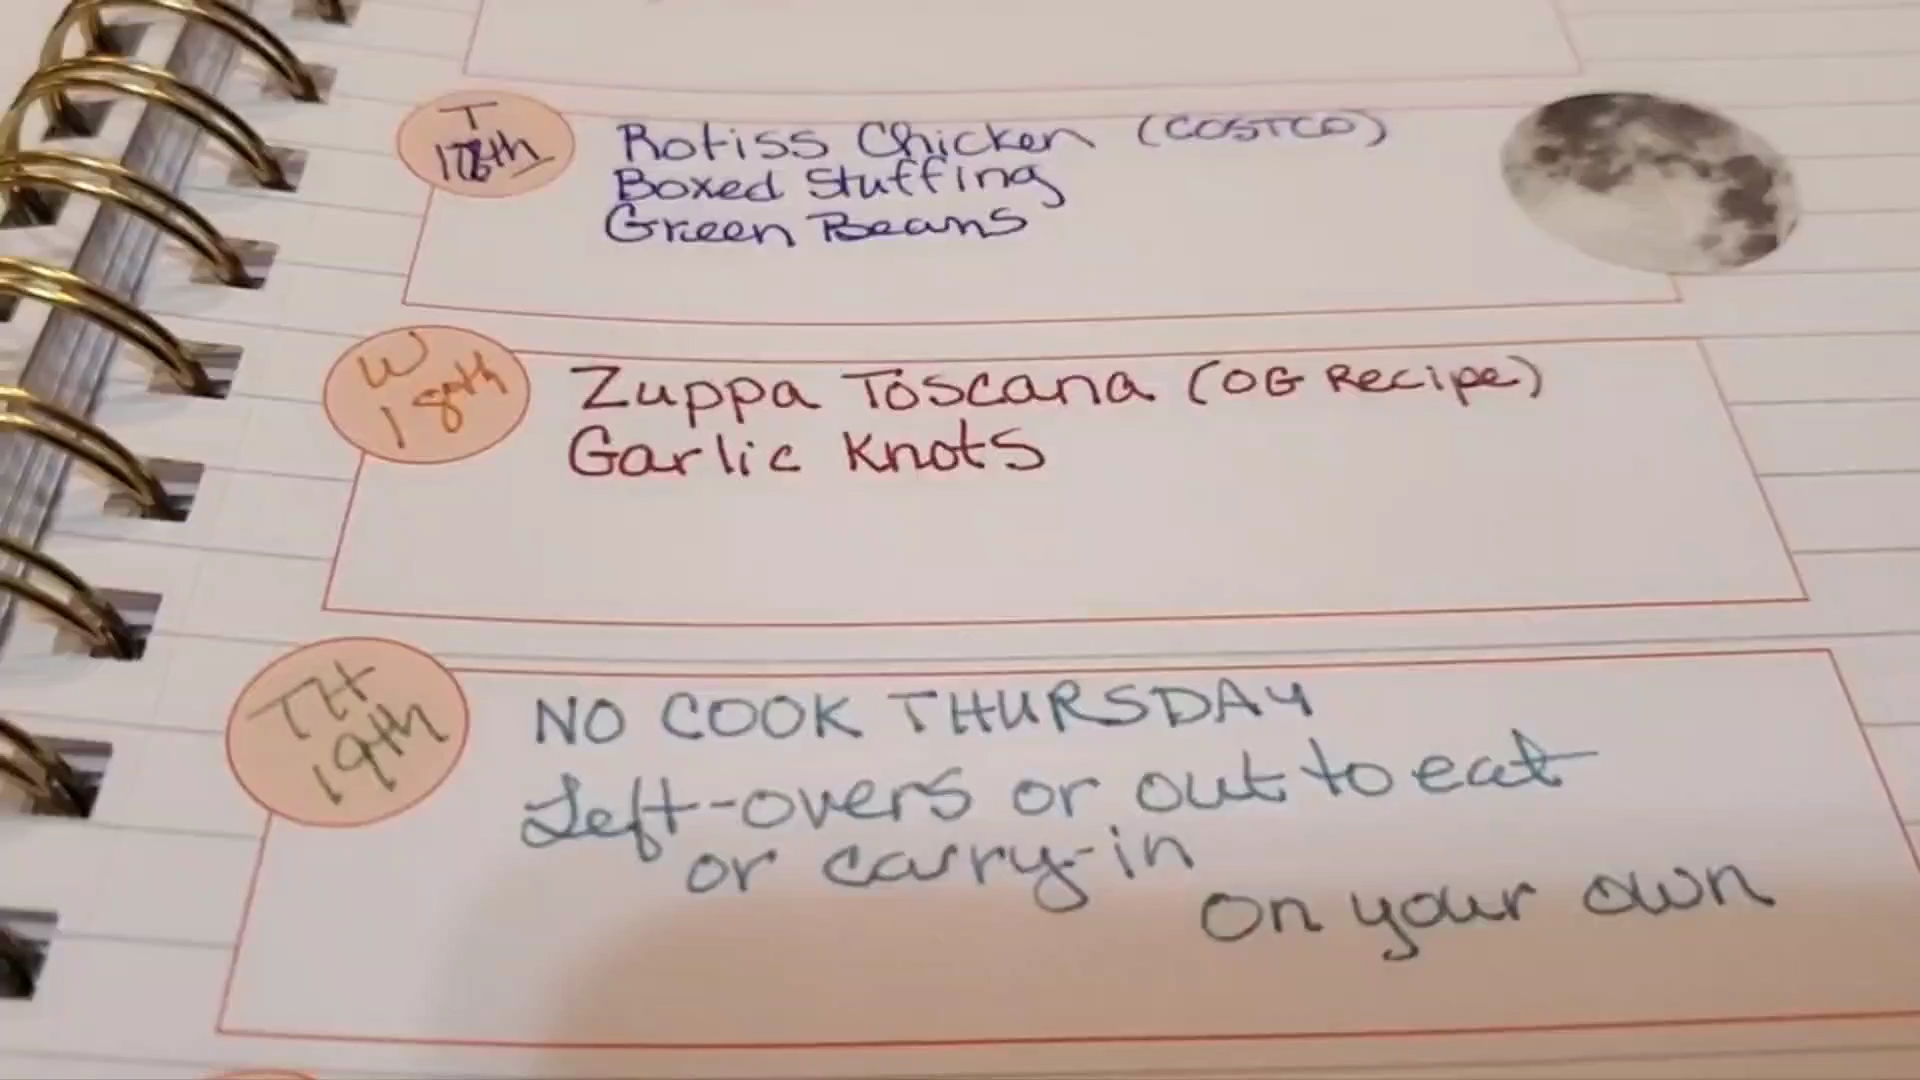 T
17th
Rotiss Chicken (COSTCO)
Boxed Stuffing
Green Beans
W
18th
Zuppa Toscana (OG Recipe)
Garlic Knots
TH
19th
NO COOK THURSDAY
Left-overs or out to eat
or carry-in
on your own